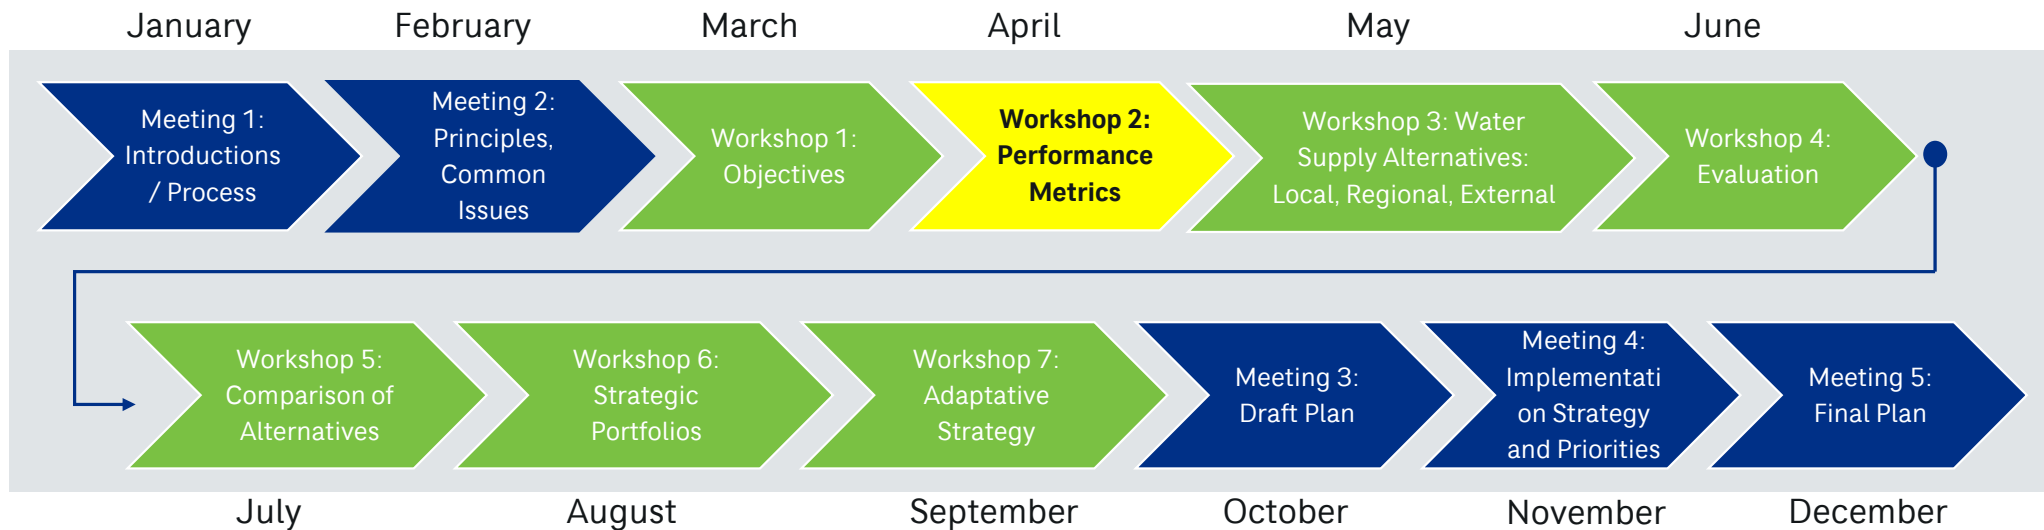 January February March April May June
Meeting 1:
Introductions
/ Process
Meeting 2:
Principles,
Common
Issues
Workshop 1:
Objectives
Workshop 2:
Performance
Metrics
Workshop 3: Water
Supply Alternatives:
Local, Regional, External
Workshop 4:
Evaluation
Workshop 5:
Comparison of
Alternatives
Workshop 6:
Strategic
Portfolios
Workshop 7:
Adaptative
Strategy
Meeting 3:
Draft Plan
Meeting 4:
Implementati
on Strategy
and Priorities
Meeting 5:
Final Plan
July August September October November December